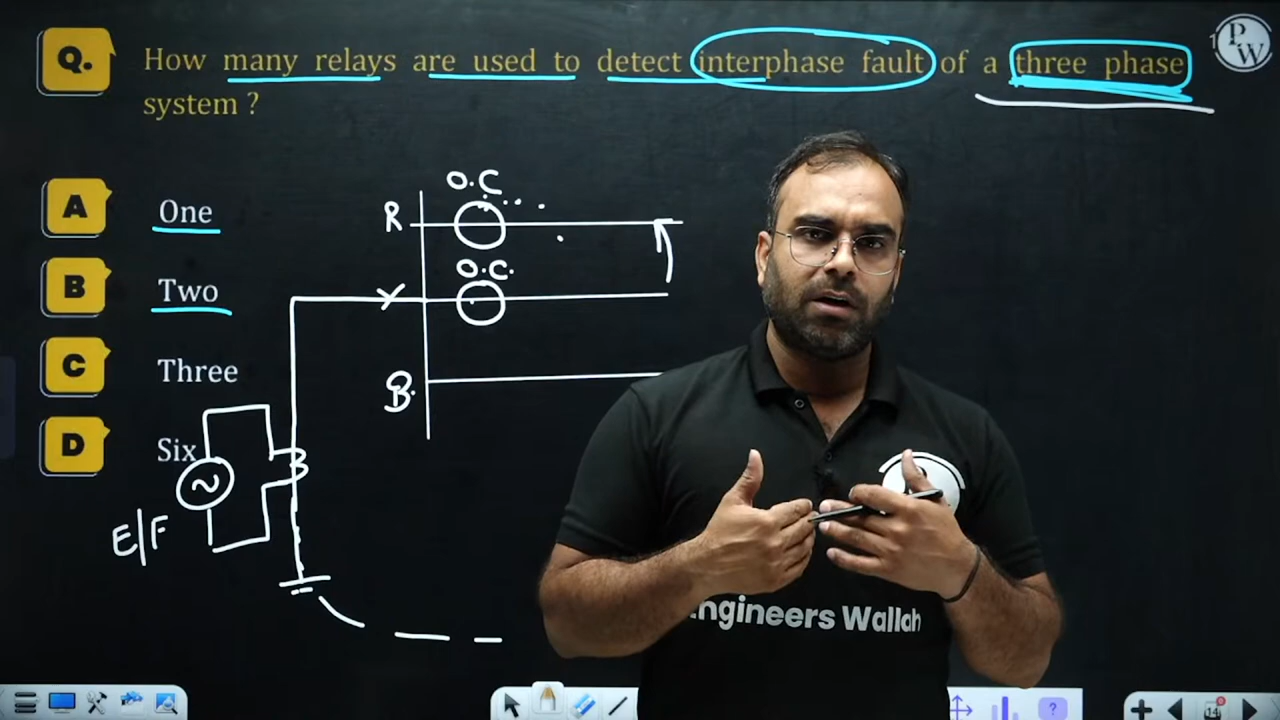 Q. How many relays are used to detect interphase fault of a three phase
system ?
PW
A One
B Two
C Three
D Six
O.C
R
O.C.
B.
E/F
Engineers Wallah
14